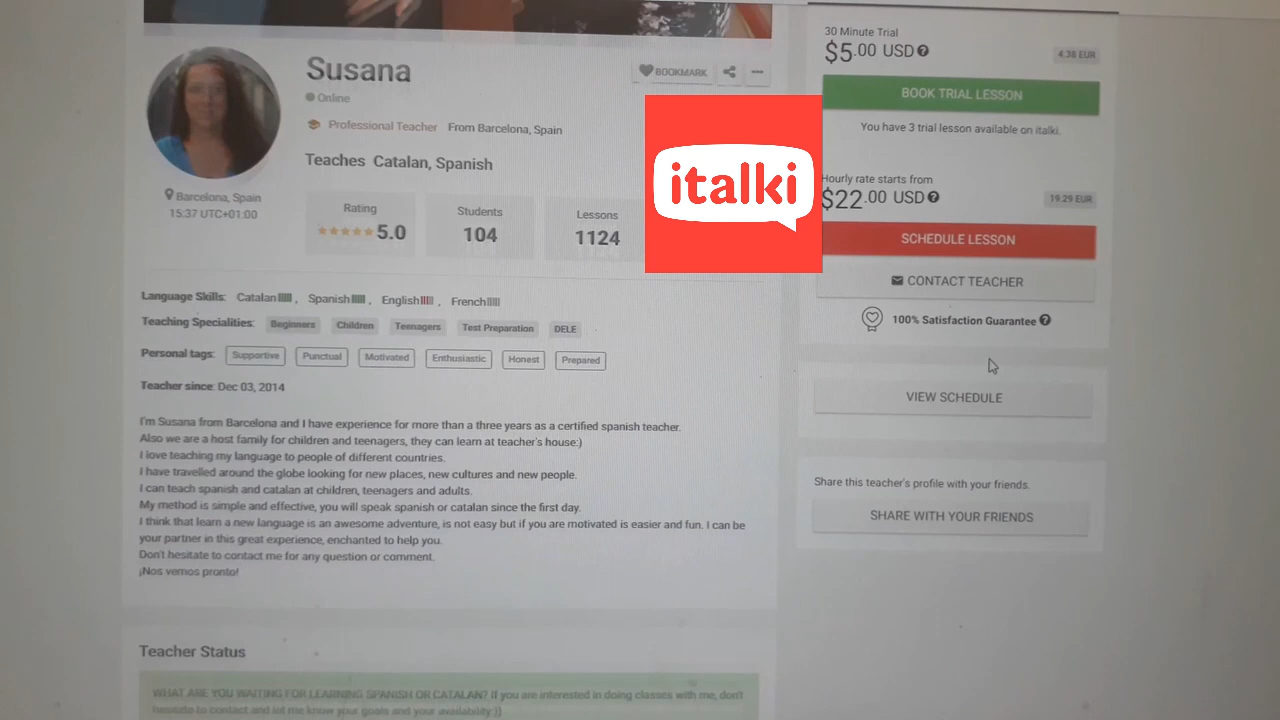 Susana
BOOKMARK
Online
Professional Teacher From Barcelona, Spain
Teaches Catalan, Spanish
Barcelona, Spain
15:37 UTC+01:00
Rating
5.0
Students
104
Lessons
1124
Language Skills: Catalan, Spanish, English, French
Teaching Specialities: Beginners Children Teenagers Test Preparation DELE
Personal tags: Supportive Punctual Motivated Enthusiastic Honest Prepared
Teacher since: Dec 03, 2014
I'm Susana from Barcelona and I have experience for more than a three years as a certified spanish teacher.
Also we are a host family for children and teenagers, they can learn at teacher's house:)
I love teaching my language to people of different countries.
I have travelled around the globe looking for new places, new cultures and new people.
I can teach spanish and catalan at children, teenagers and adults.
My method is simple and effective, you will speak spanish or catalan since the first day.
I think that learn a new language is an awesome adventure, is not easy but if you are motivated is easier and fun. I can be
your partner in this great experience, enchanted to help you.
Don't hesitate to contact me for any question or comment.
¡Nos vemos pronto!
Teacher Status
WHAT ARE YOU WAITING FOR LEARNING SPANISH OR CATALAN? If you are interested in doing classes with me, don't
hesitate to contact and let me know your goals and your availability:))
italki
30 Minute Trial
$5.00 USD
4.38 EUR
BOOK TRIAL LESSON
You have 3 trial lesson available on italki.
Hourly rate starts from
$22.00 USD
19.29 EUR
SCHEDULE LESSON
CONTACT TEACHER
100% Satisfaction Guarantee
VIEW SCHEDULE
Share this teacher's profile with your friends.
SHARE WITH YOUR FRIENDS